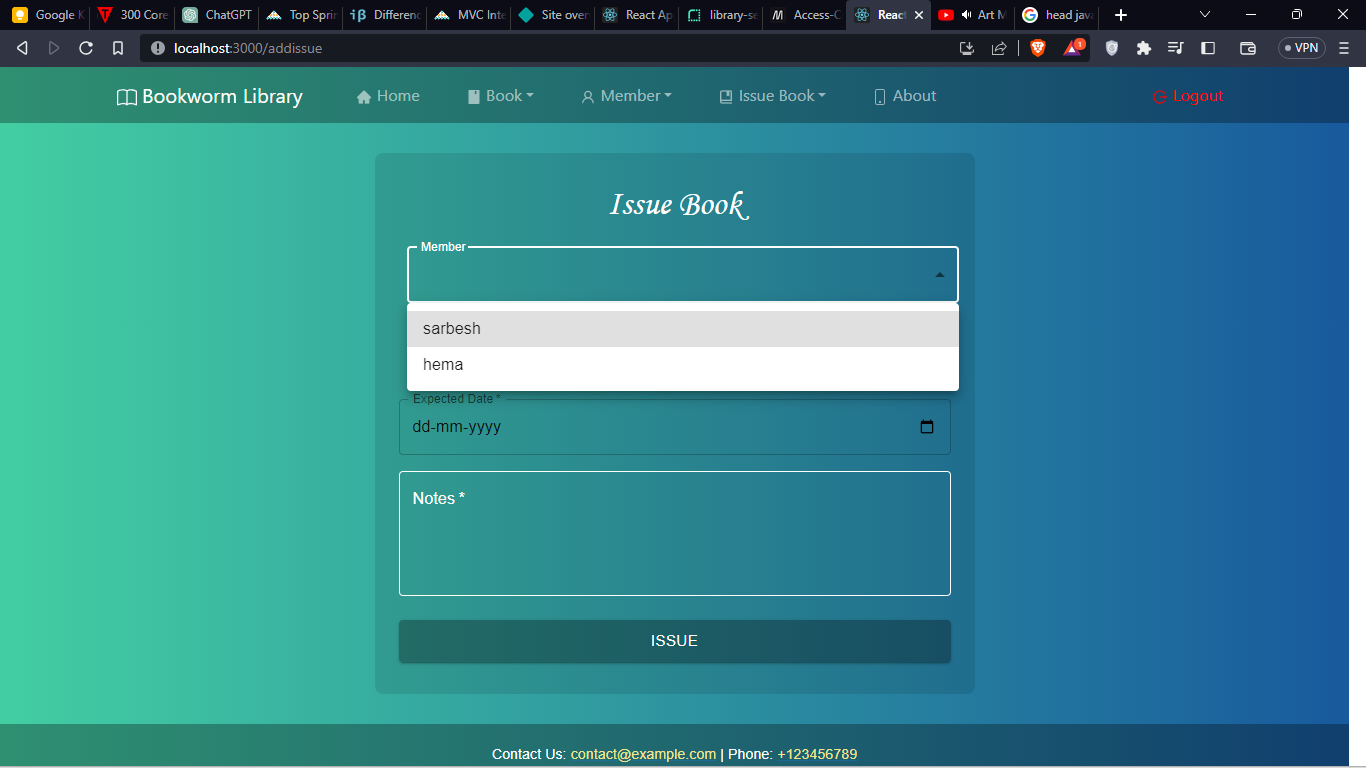 Google K 300 Core ChatGPT Top Sprin Differenc MVC Inte Site over React Ap library-se Access-C React Art M head java
localhost:3000/addissue 1 VPN
Bookworm Library Home Book Member Issue Book About Logout
Issue Book
Member
sarbesh
hema
Expected Date *
dd-mm-yyyy
Notes *
ISSUE
Contact Us: contact@example.com | Phone: +123456789